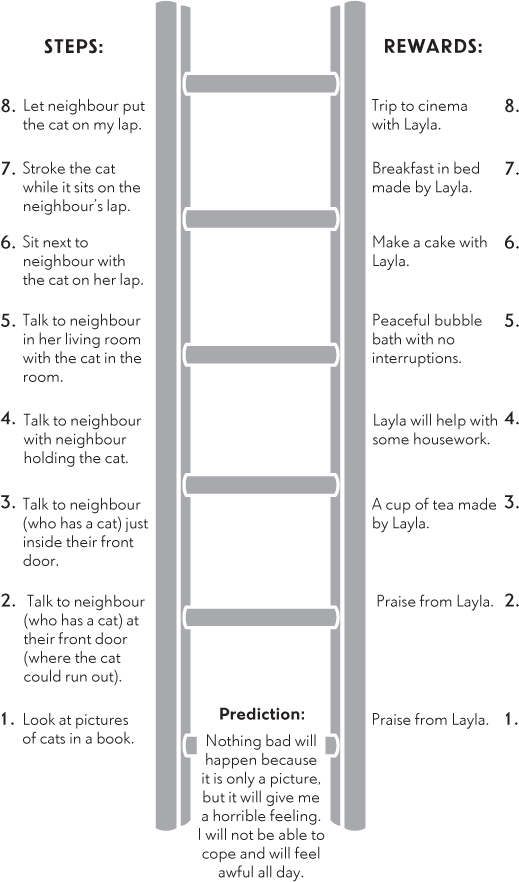 STEPS:
8. Let neighbour put
the cat on my lap.
7. Stroke the cat
while it sits on the
neighbour’s lap.
6. Sit next to
neighbour with
the cat on her lap.
5. Talk to neighbour
in her living room
with the cat in the
room.
4. Talk to neighbour
with neighbour
holding the cat.
3. Talk to neighbour
(who has a cat) just
inside their front
door.
2. Talk to neighbour
(who has a cat) at
their front door
(where the cat
could run out).
1. Look at pictures
of cats in a book.
Prediction:
Nothing bad will
happen because
it is only a picture,
but it will give me
a horrible feeling.
I will not be able to
cope and will feel
awful all day.
REWARDS:
Trip to cinema 8.
with Layla.
Breakfast in bed 7.
made by Layla.
Make a cake with 6.
Layla.
Peaceful bubble 5.
bath with no
interruptions.
Layla will help with 4.
some housework.
A cup of tea made 3.
by Layla.
Praise from Layla. 2.
Praise from Layla. 1.